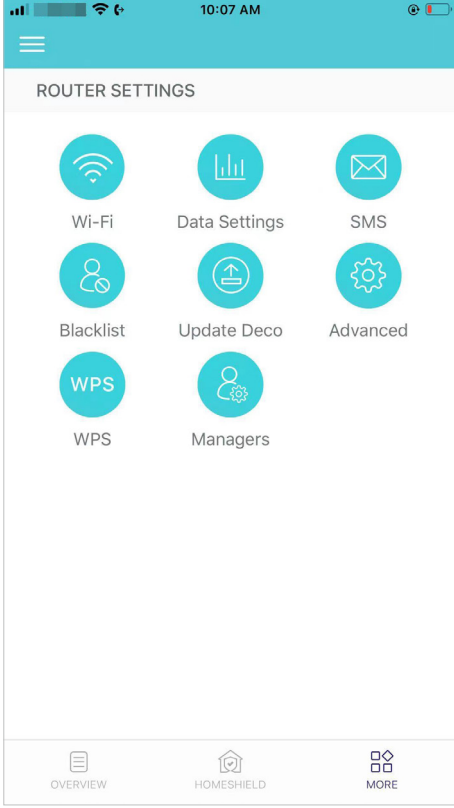 10:07 AM
ROUTER SETTINGS
Wi-Fi Data Settings SMS
Blacklist Update Deco Advanced
WPS
WPS Managers
OVERVIEW HOMESHIELD MORE